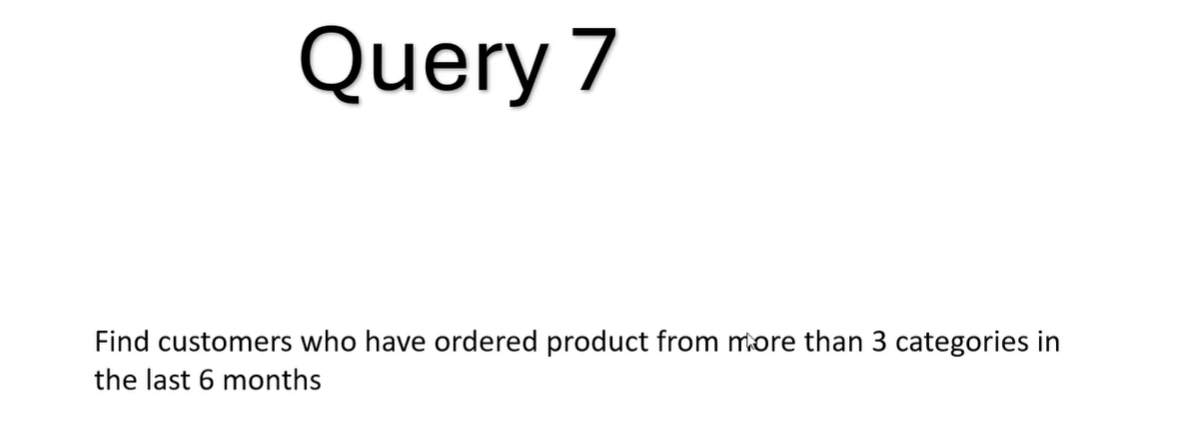 Query 7
Find customers who have ordered product from more than 3 categories in
the last 6 months